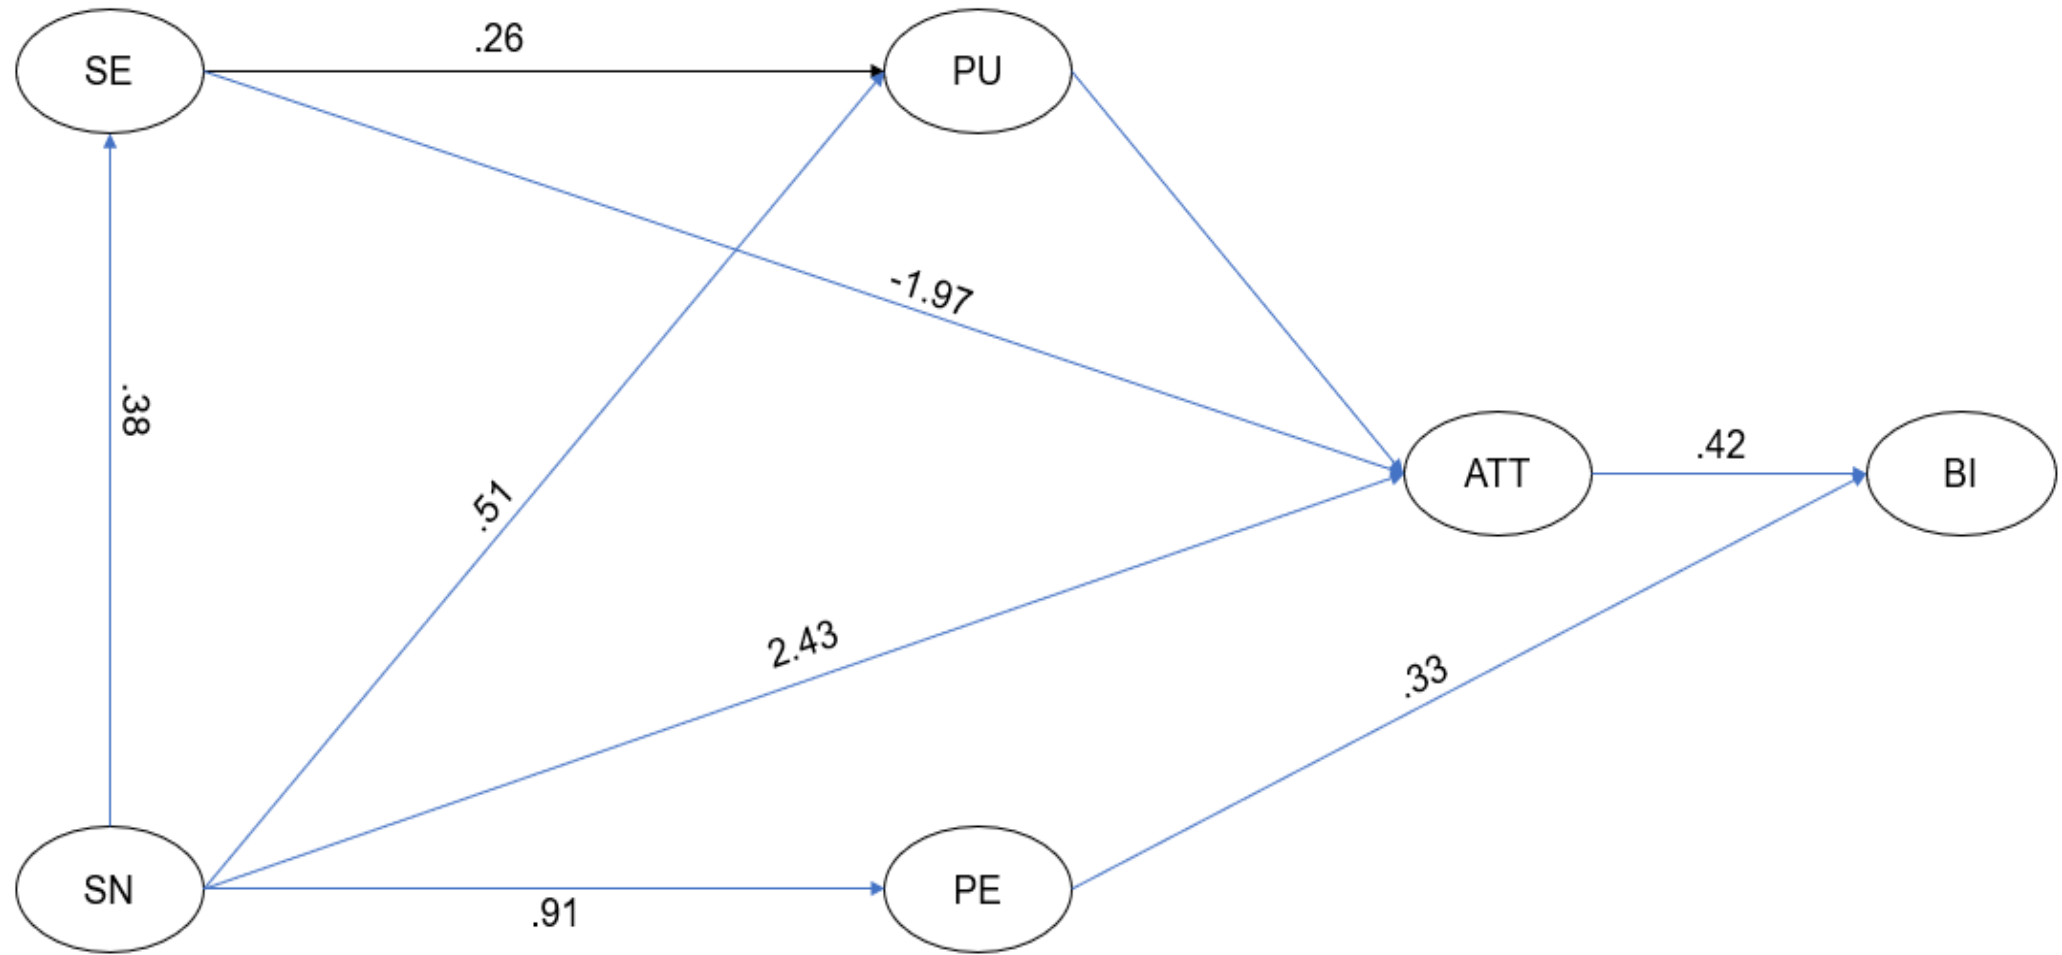 SE
.26
PU
-1.97
.38
.51
ATT
.42
BI
2.43
.33
SN
.91
PE